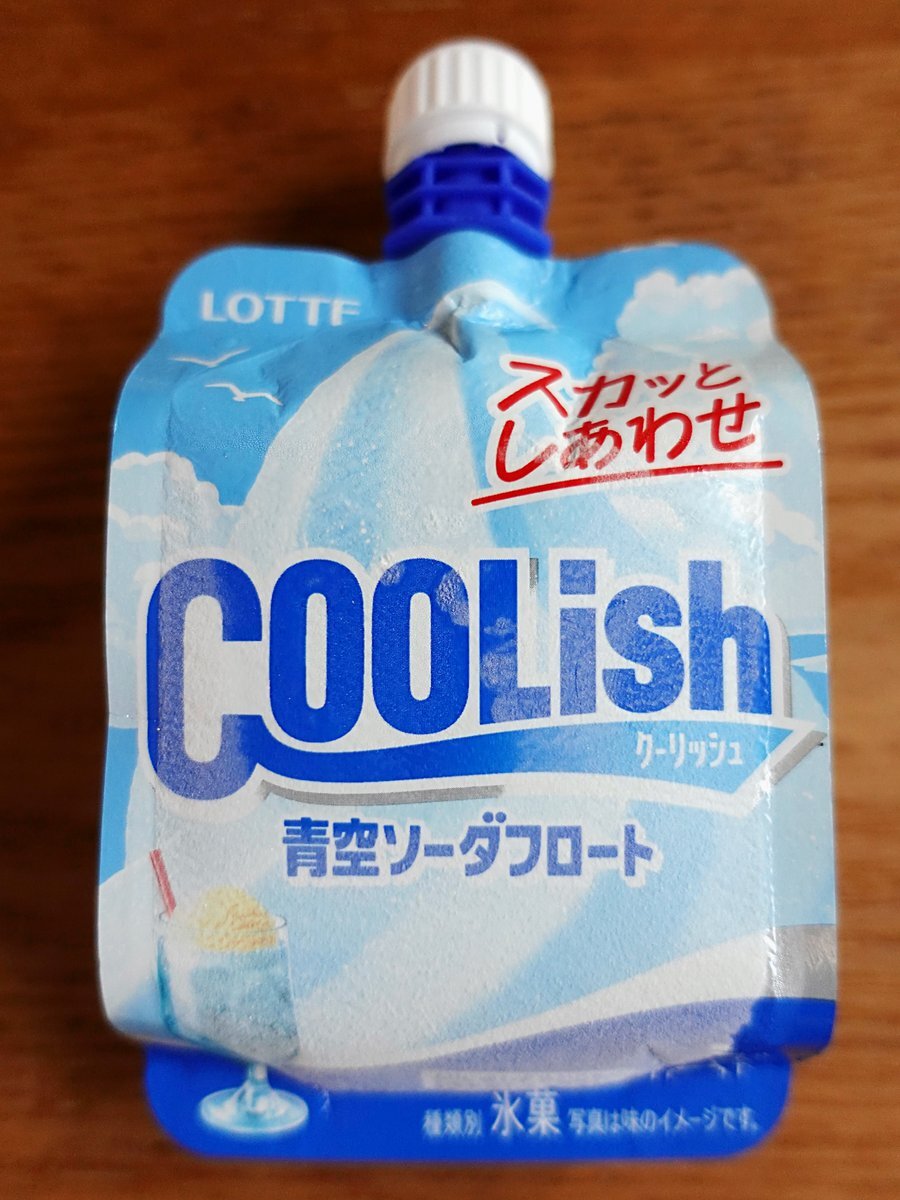 LOTTE
スカッと
しあわせ
COOLish
クーリッシュ
青空ソーダフロート
種類別 氷菓 写真は味のイメージです。